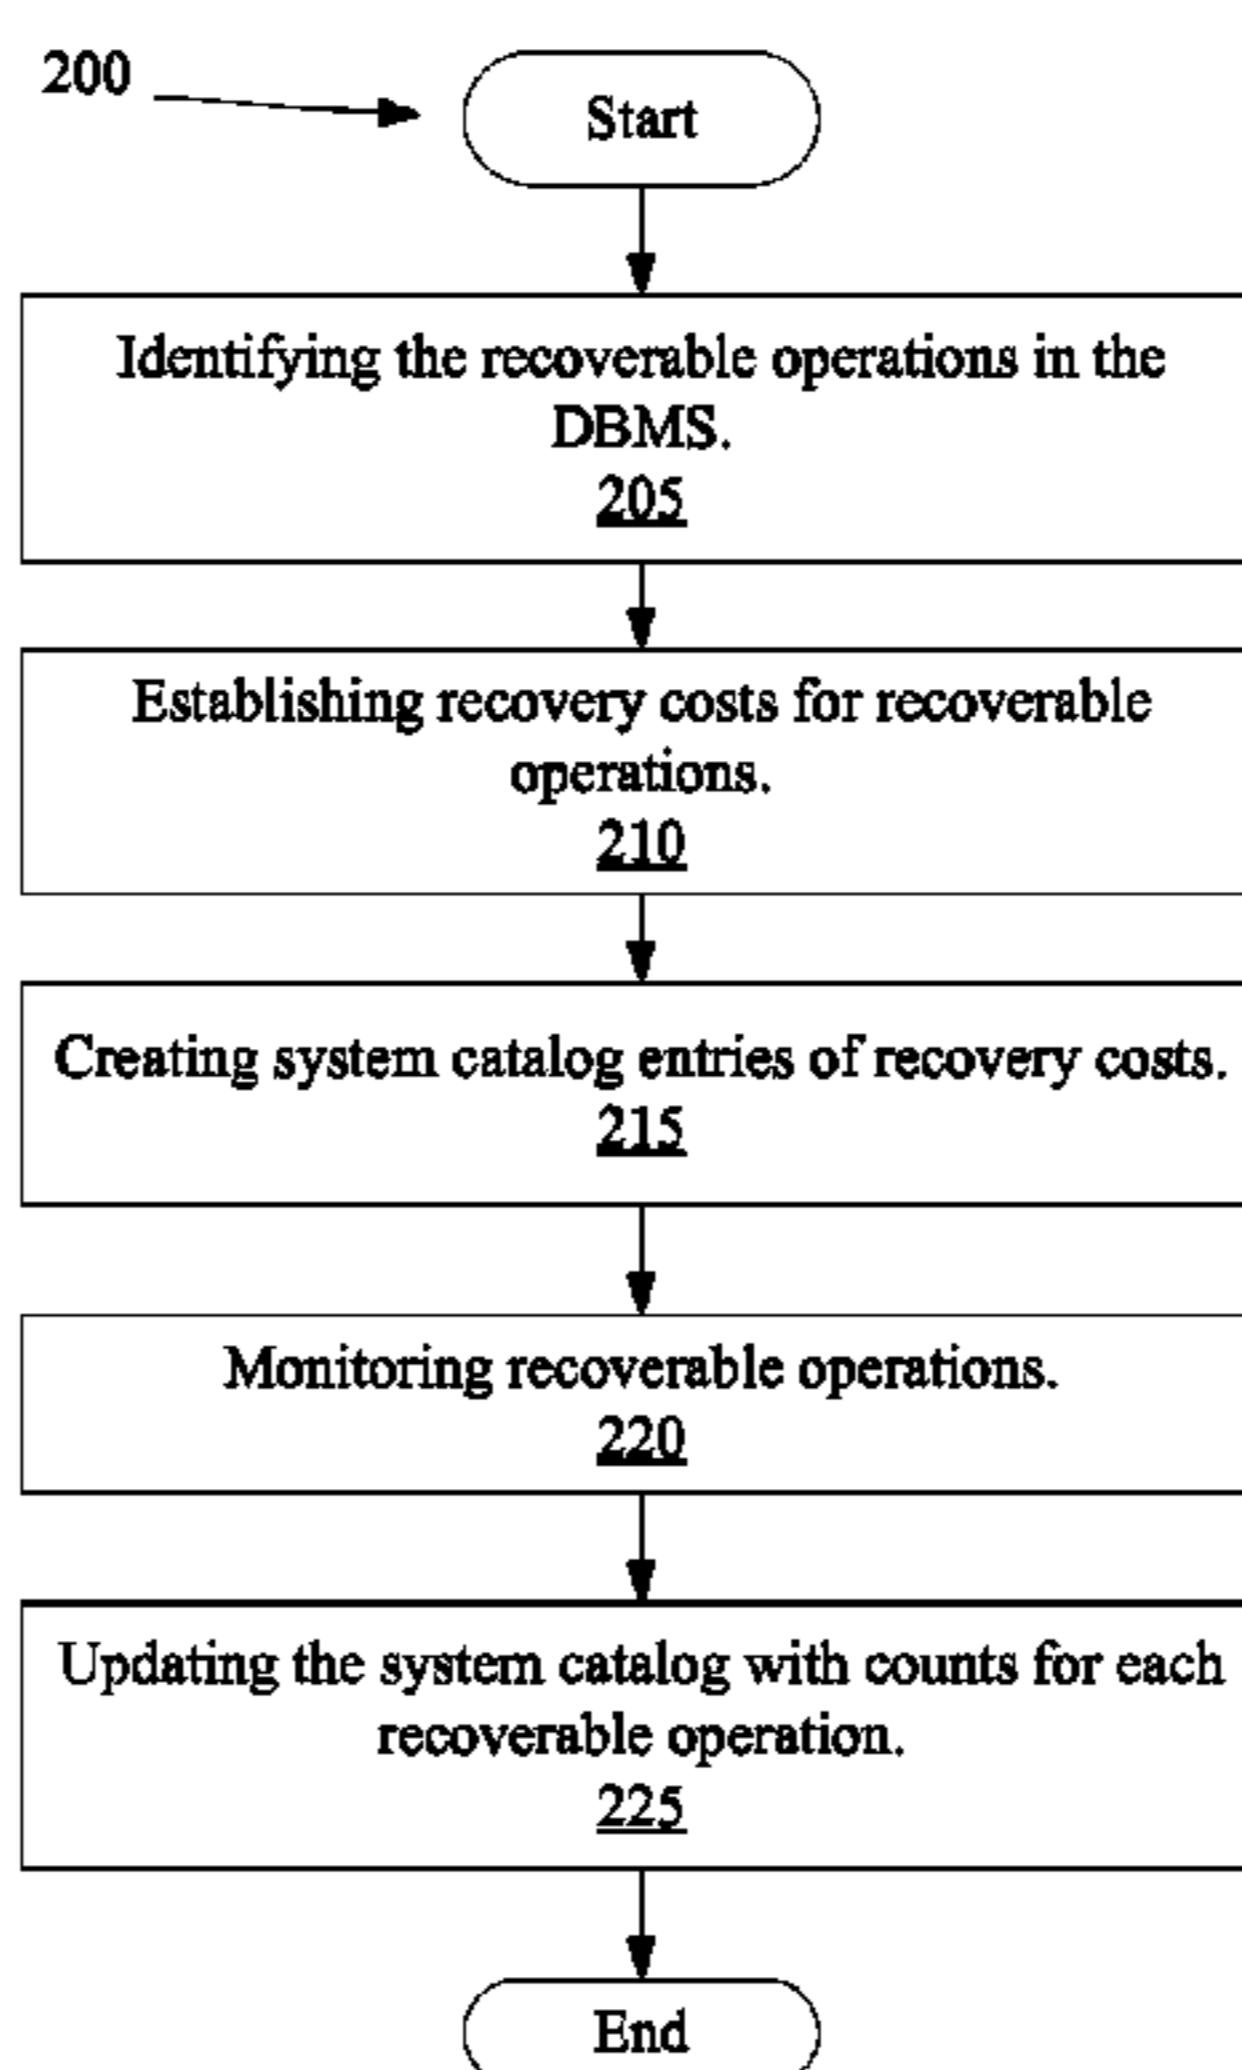 200
Start
Identifying the recoverable operations in the
DBMS.
205
Establishing recovery costs for recoverable
operations.
210
Creating system catalog entries of recovery costs.
215
Monitoring recoverable operations.
220
Updating the system catalog with counts for each
recoverable operation.
225
End